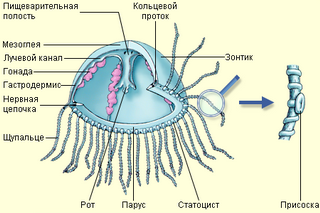 Пищеварительная
полость
Кольцевой
проток
Мезоглея
Лучевой канал
Гонада
Гастродермис
Нервная
цепочка
Щупальце
Зонтик
Рот
Парус
Статоцист
Присоска